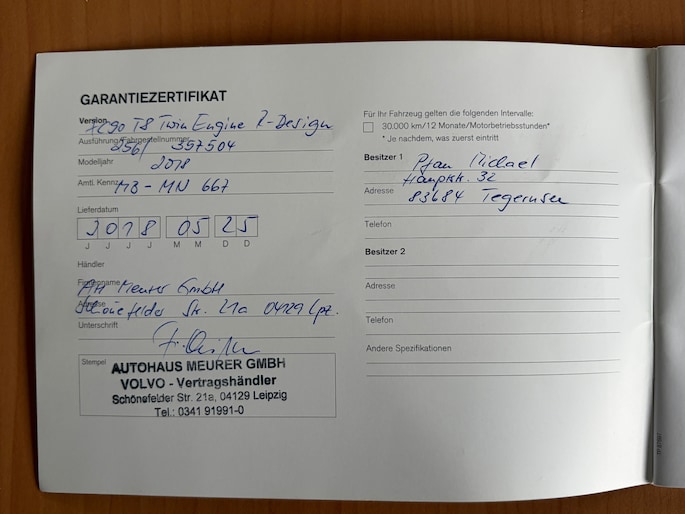 GARANTIEZERTIFIKAT
Version XC90 T8 Twin Engine R-Design
Ausführung/Fahrgestellnummer 256/ 397504
Modelljahr 2018
Amtl. Kennz. MB-MN 667
Lieferdatum
2018 05 25
J J J J M M D D
Händler
Firmenname AH Meurer GmbH
Adresse Schönefelder Str. 21a 04129 Lpz.
Unterschrift
Stempel
AUTOHAUS MEURER GMBH
VOLVO - Vertragshändler
Schönefelder Str. 21a, 04129 Leipzig
Tel.: 0341 91991-0
Für Ihr Fahrzeug gelten die folgenden Intervalle:
30.000 km/12 Monate/Motorbetriebsstunden*
* Je nachdem, was zuerst eintritt
Besitzer 1 Pfau Michael
Hauptstr. 32
Adresse 83684 Tegernsee
Telefon
Besitzer 2
Adresse
Telefon
Andere Spezifikationen